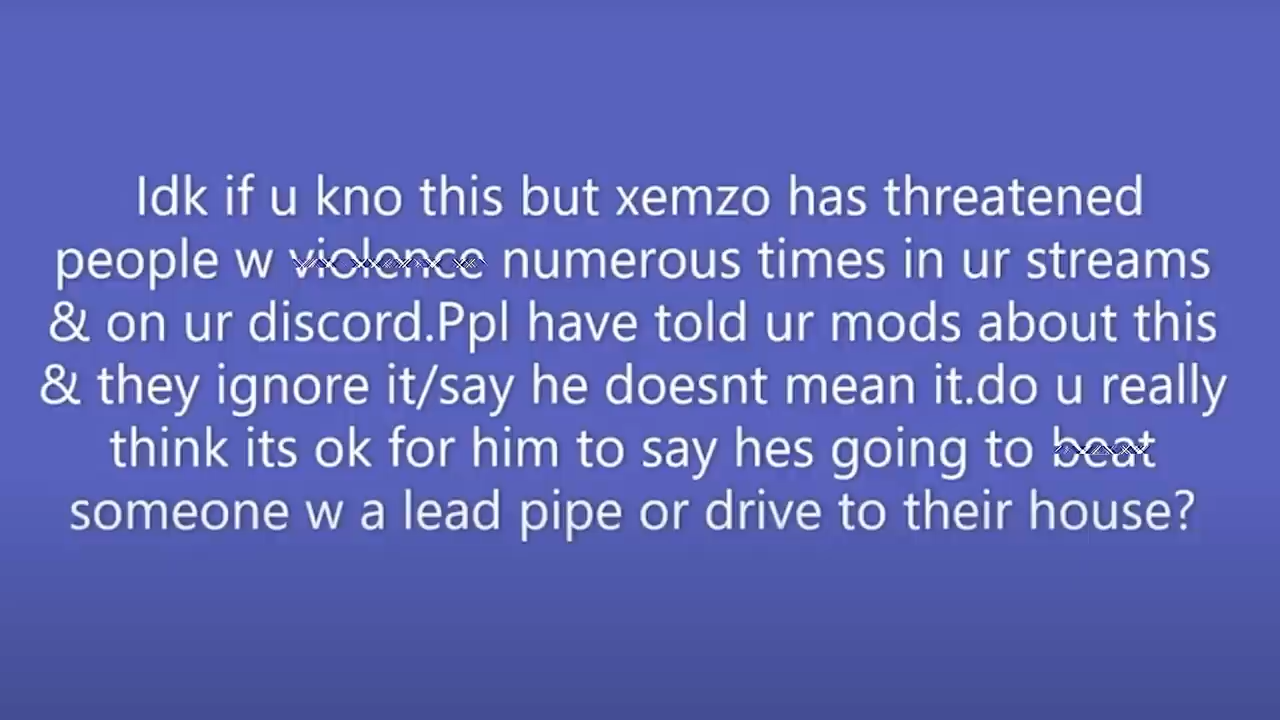 Idk if u kno this but xemzo has threatened
people w violence numerous times in ur streams
& on ur discord.Ppl have told ur mods about this
& they ignore it/say he doesnt mean it.do u really
think its ok for him to say hes going to beat
someone w a lead pipe or drive to their house?